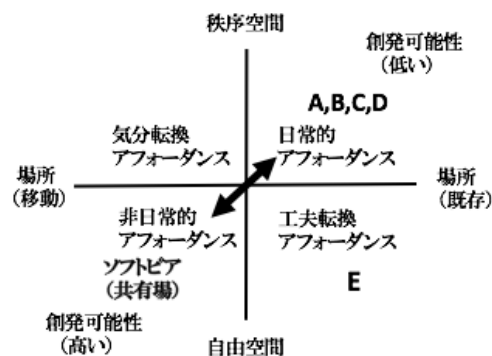 秩序空間
創発可能性
(低い)
A,B,C,D
気分転換
アフォーダンス
日常的
アフォーダンス
場所
(移動)
場所
(既存)
非日常的
アフォーダンス
工夫転換
アフォーダンス
ソフトピア
(共有場)
E
創発可能性
(高い)
自由空間